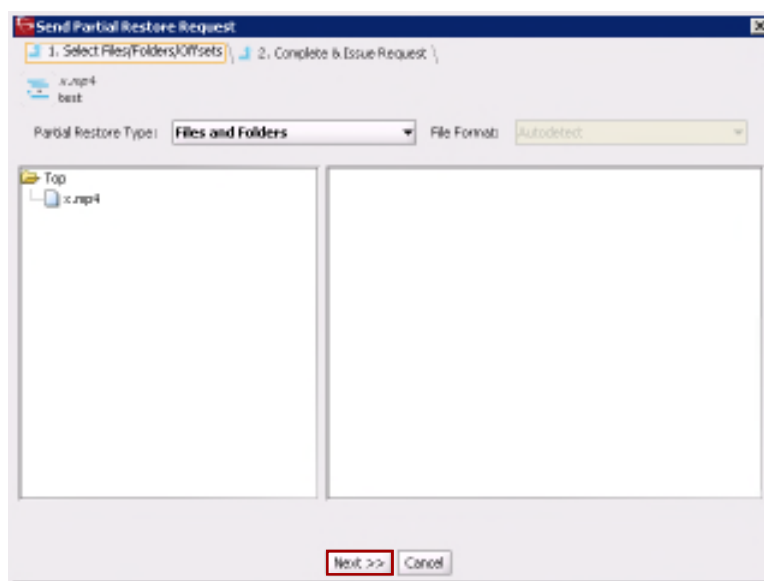 Send Partial Restore Request
1. Select Files/Folders/Offsets \ 2. Complete & Issue Request \
x.mp4
best
Partial Restore Type: Files and Folders File Format: Autodetect
Top
x.mp4
Next >> Cancel